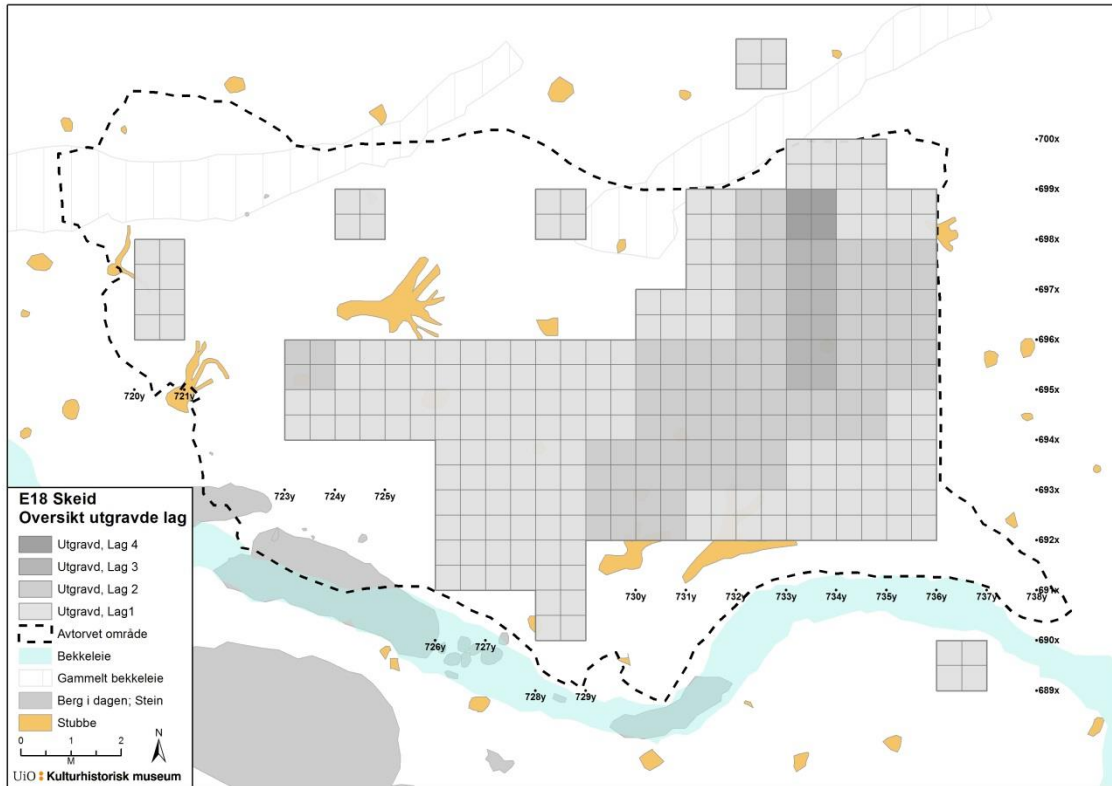 700x
699x
698x
697x
696x
695x
694x
693x
692x
691x
690x
689x
720y
721y
723y
724y
725y
726y
727y
728y
729y
730y
731y
732y
733y
734y
735y
736y
737y
738y
E18 Skeid
Oversikt utgravde lag
Utgravd, Lag 4
Utgravd, Lag 3
Utgravd, Lag 2
Utgravd, Lag1
Avtorvet område
Bekkeleie
Gammelt bekkeleie
Berg i dagen; Stein
Stubbe
0 1 2
M
N
UiO Kulturhistorisk museum